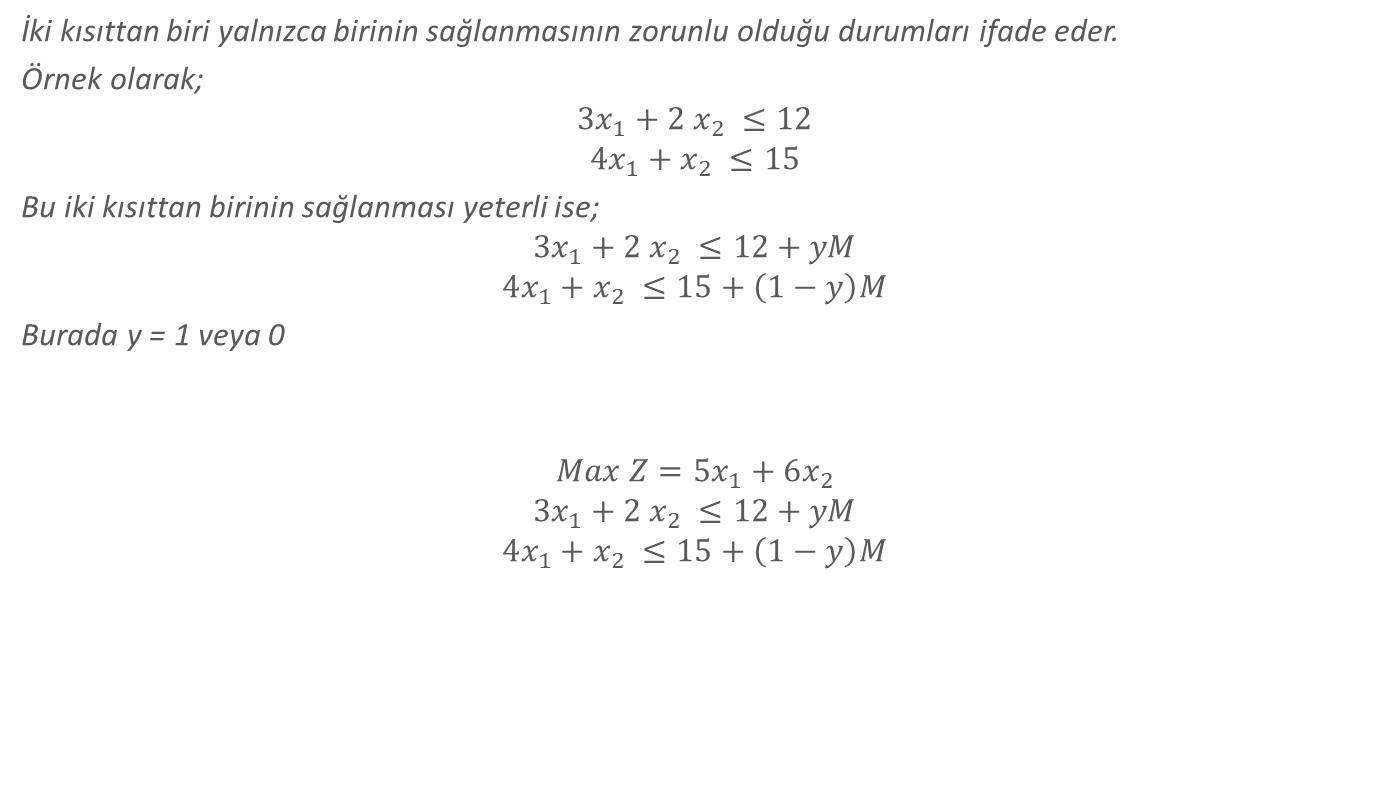 İki kısıttan biri yalnızca birinin sağlanmasının zorunlu olduğu durumları ifade eder.
Örnek olarak;
3x₁ + 2 x₂ ≤ 12
4x₁ + x₂ ≤ 15
Bu iki kısıttan birinin sağlanması yeterli ise;
3x₁ + 2 x₂ ≤ 12 + yM
4x₁ + x₂ ≤ 15 + (1 − y)M
Burada y = 1 veya 0
Max Z = 5x₁ + 6x₂
3x₁ + 2 x₂ ≤ 12 + yM
4x₁ + x₂ ≤ 15 + (1 − y)M